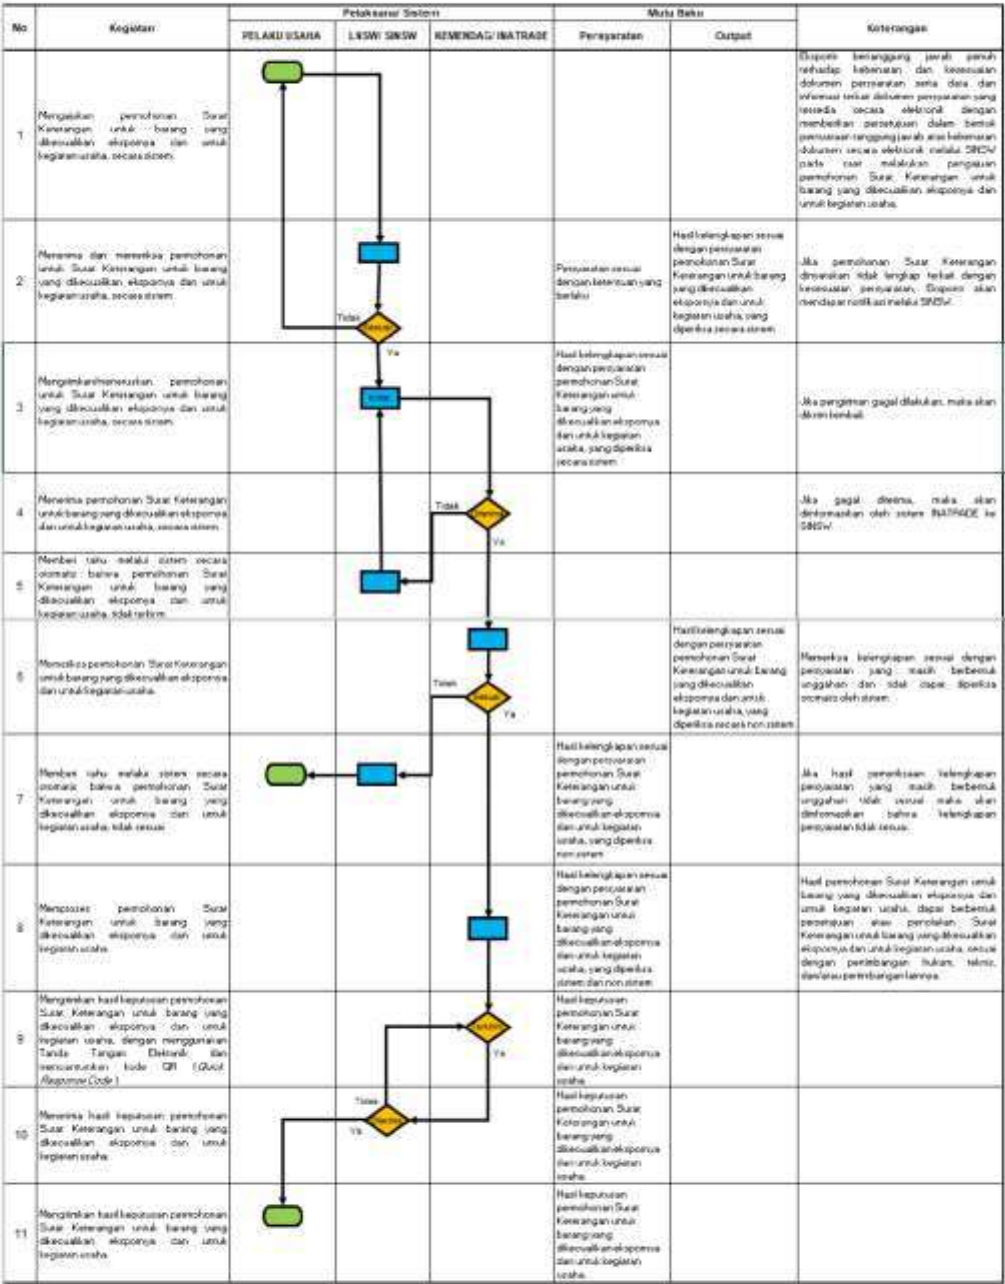 No
Kegiatan
Pelaksana/ Sistem
Mutu Baku
Keterangan
PELAKU USAHA
LNSW/ SINSW
KEMENDAG/ INATRADE
Persyaratan
Output
1
Mengajukan permohonan Surat
Keterangan untuk barang yang
dikecualikan ekspornya dan untuk
kegiatan usaha, secara sistem.
Eksportir bertanggung jawab penuh
terhadap kebenaran dan kesesuaian
dokumen persyaratan serta data dan
informasi terkait dokumen persyaratan yang
tersedia secara elektronik dengan
memberikan persetujuan dalam bentuk
pernyataan tanggung jawab atas kebenaran
dokumen secara elektronik melalui SINSW
pada saat melakukan pengajuan
permohonan Surat Keterangan untuk
barang yang dikecualikan ekspornya dan
untuk kegiatan usaha.
2
Menerima dan memeriksa permohonan
untuk Surat Keterangan untuk barang
yang dikecualikan ekspornya dan untuk
kegiatan usaha, secara sistem
Tidak
Ya
Persyaratan sesuai
dengan ketentuan yang
berlaku
Hasil kelengkapan sesuai
dengan persyaratan
permohonan Surat
Keterangan untuk barang
yang dikecualikan
ekspornya dan untuk
kegiatan usaha, yang
diperiksa secara sistem
Jika permohonan Surat Keterangan
dinyatakan tidak lengkap terkait dengan
kesesuaian persyaratan, Eksportir akan
mendapat notifikasi melalui SINSW.
3
Mengirimkan/meneruskan permohonan
untuk Surat Keterangan untuk barang
yang dikecualikan ekspornya dan untuk
kegiatan usaha, secara sistem
Hasil kelengkapan sesuai
dengan persyaratan
permohonan Surat
Keterangan untuk
barang yang
dikecualikan ekspornya
dan untuk kegiatan
usaha, yang diperiksa
secara sistem
Jika pengiriman gagal dilakukan, maka akan
dikirim kembali.
4
Menerima permohonan Surat Keterangan
untuk barang yang dikecualikan ekspornya
dan untuk kegiatan usaha, secara sistem
Tidak
Ya
Jika gagal diterima, maka akan
diinformasikan oleh sistem INATRADE ke
SINSW
5
Memberi tahu melalui sistem secara
otomatis bahwa permohonan Surat
Keterangan untuk barang yang
dikecualikan ekspornya dan untuk
kegiatan usaha, tidak terkirim
6
Memeriksa permohonan Surat Keterangan
untuk barang yang dikecualikan ekspornya
dan untuk kegiatan usaha.
Tidak
Ya
Hasil kelengkapan sesuai
dengan persyaratan
permohonan Surat
Keterangan untuk barang
yang dikecualikan
ekspornya dan untuk
kegiatan usaha, yang
diperiksa secara non sistem
Memeriksa kelengkapan sesuai dengan
persyaratan yang masih berbentuk
unggahan dan tidak dapat diperiksa
otomatis oleh sistem.
7
Memberi tahu melalui sistem secara
otomatis bahwa permohonan Surat
Keterangan untuk barang yang
dikecualikan ekspornya dan untuk
kegiatan usaha, tidak sesuai
Hasil kelengkapan sesuai
dengan persyaratan
permohonan Surat
Keterangan untuk
barang yang
dikecualikan ekspornya
dan untuk kegiatan
usaha, yang diperiksa
non sistem
Jika hasil pemeriksaan kelengkapan
persyaratan yang masih berbentuk
unggahan tidak sesuai maka akan
diinformasikan bahwa kelengkapan
persyaratan tidak sesuai.
8
Memproses permohonan Surat
Keterangan untuk barang yang
dikecualikan ekspornya dan untuk
kegiatan usaha.
Hasil kelengkapan sesuai
dengan persyaratan
permohonan Surat
Keterangan untuk
barang yang
dikecualikan ekspornya
dan untuk kegiatan
usaha, yang diperiksa
sistem dan non sistem
Hasil permohonan Surat Keterangan untuk
barang yang dikecualikan ekspornya dan
untuk kegiatan usaha, dapat berbentuk
persetujuan atau penolakan Surat
Keterangan untuk barang yang dikecualikan
ekspornya dan untuk kegiatan usaha, sesuai
dengan pertimbangan hukum, teknis,
dan/atau pertimbangan lainnya.
9
Mengirimkan hasil keputusan permohonan
Surat Keterangan untuk barang yang
dikecualikan ekspornya dan untuk
kegiatan usaha, dengan menggunakan
Tanda Tangan Elektronik dan
mencantumkan kode QR (Quick
Response Code)
Ya
Hasil keputusan
permohonan Surat
Keterangan untuk
barang yang
dikecualikan ekspornya
dan untuk kegiatan
usaha
10
Menerima hasil keputusan permohonan
Surat Keterangan untuk barang yang
dikecualikan ekspornya dan untuk
kegiatan usaha.
Tidak
Ya
Hasil keputusan
permohonan Surat
Keterangan untuk
barang yang
dikecualikan ekspornya
dan untuk kegiatan
usaha
11
Mengirimkan hasil keputusan permohonan
Surat Keterangan untuk barang yang
dikecualikan ekspornya dan untuk
kegiatan usaha.
Hasil keputusan
permohonan Surat
Keterangan untuk
barang yang
dikecualikan ekspornya
dan untuk kegiatan
usaha.